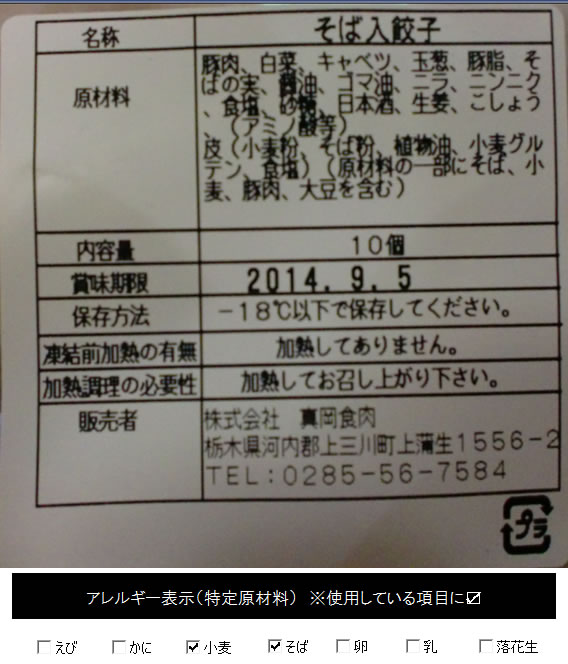 名称 そば入餃子
原材料 豚肉、白菜、キャベツ、玉葱、豚脂、そ
ばの実、醤油、ゴマ油、ニラ、ニンニク
、食塩、砂糖、日本酒、生姜、こしょう
、（アミノ酸等）
皮（小麦粉、そば粉、植物油、小麦グル
テン、食塩）（原材料の一部にそば、小
麦、豚肉、大豆を含む）
内容量 10個
賞味期限 2014.9.5
保存方法 －18℃以下で保存してください。
凍結前加熱の有無 加熱してありません。
加熱調理の必要性 加熱してお召し上がり下さい。
販売者 株式会社 真岡食肉
栃木県河内郡上三川町上蒲生1556-2
TEL:0285-56-7584
プラ
アレルギー表示（特定原材料） ※使用している項目に☑
☐えび ☐かに ☑小麦 ☑そば ☐卵 ☐乳 ☐落花生